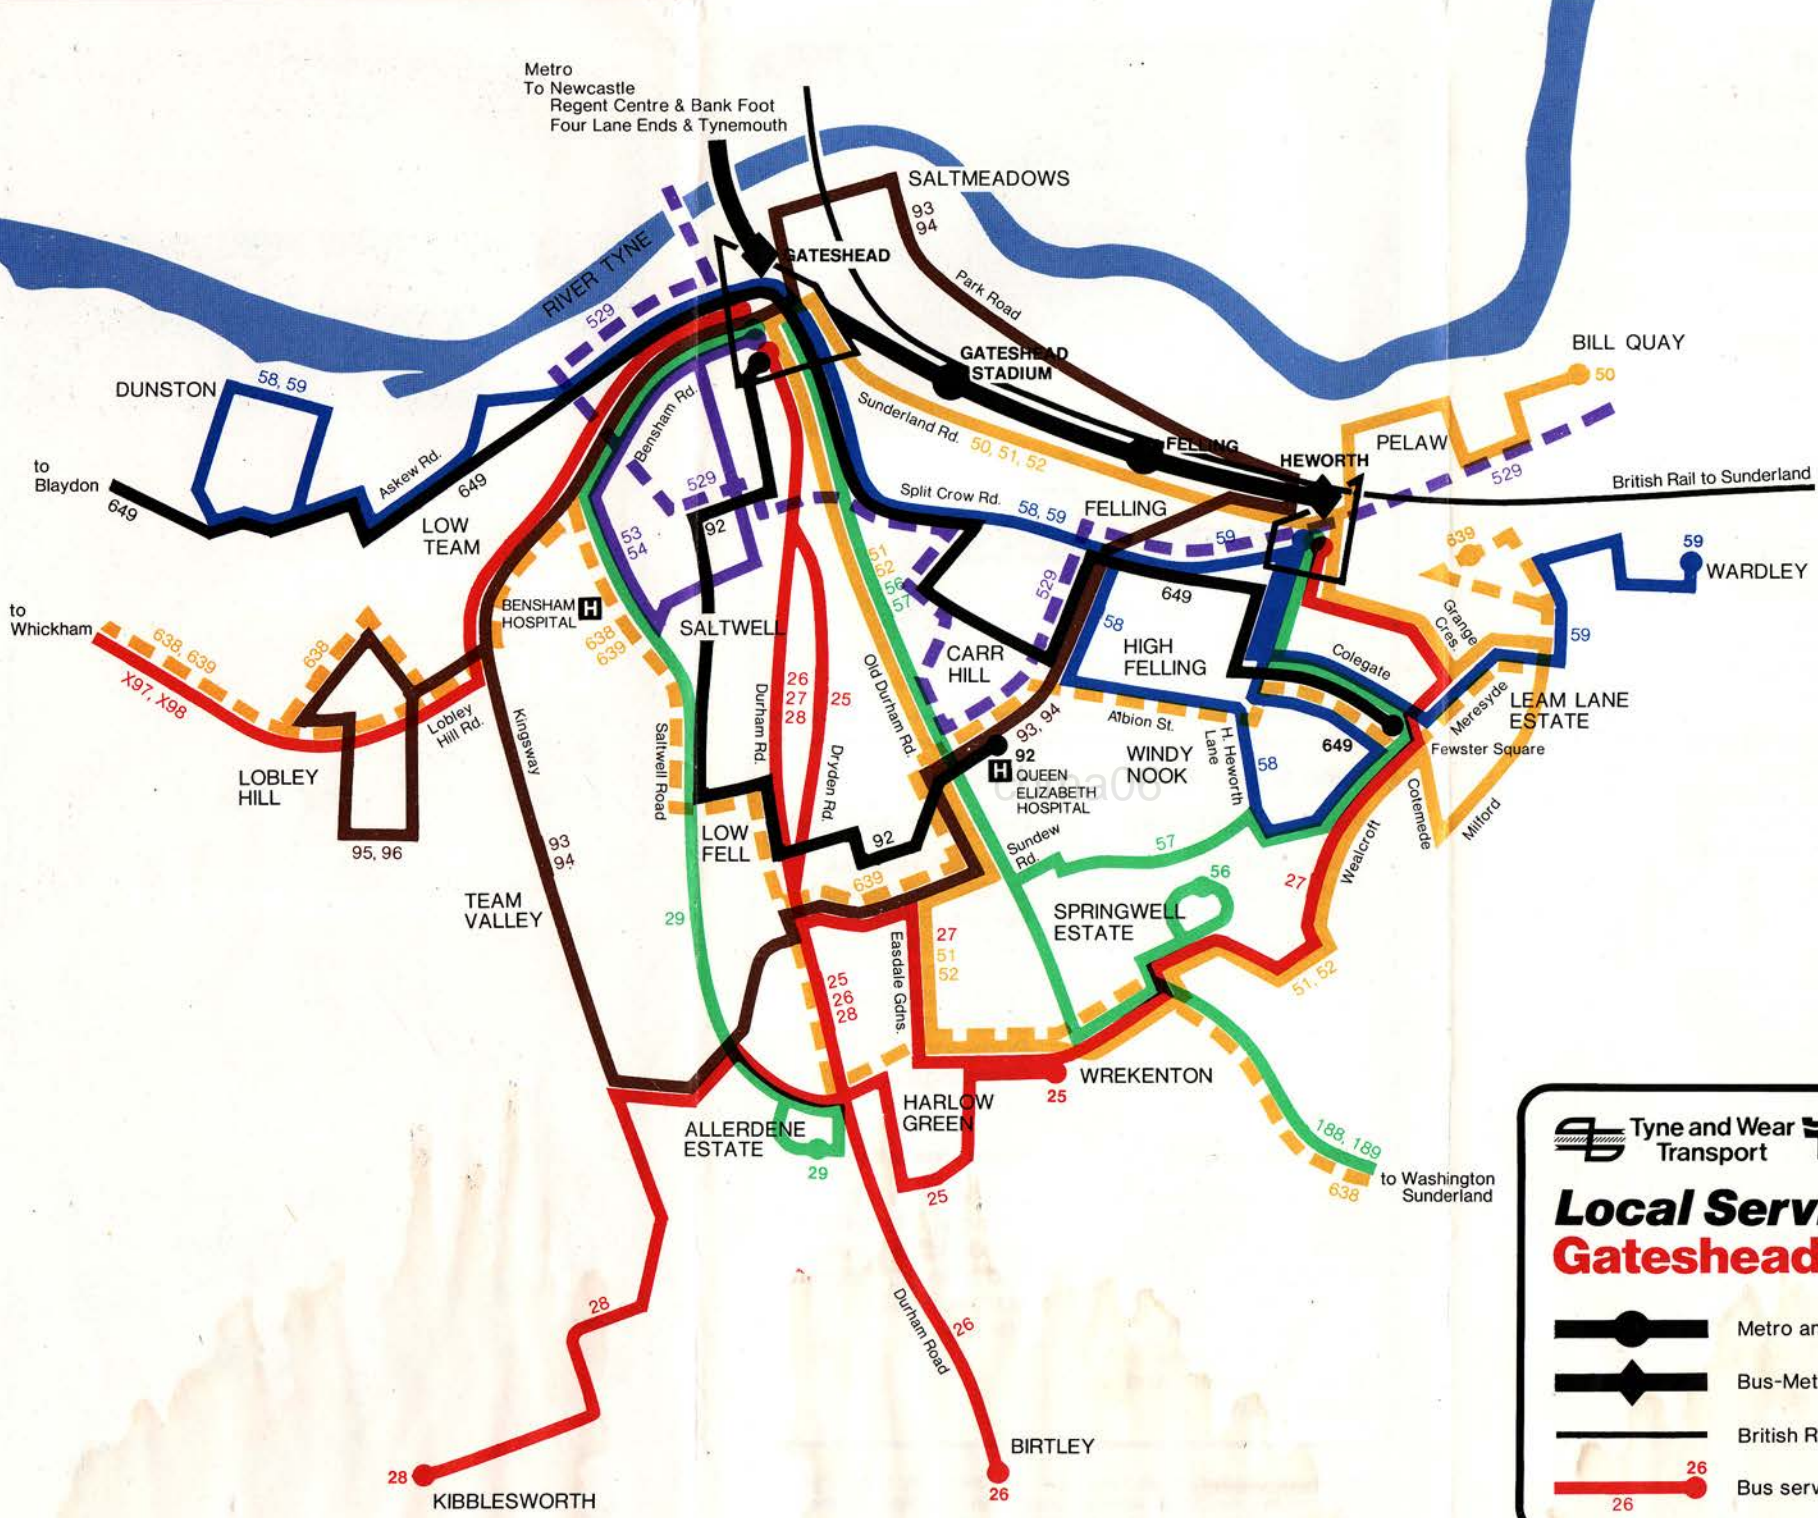 Metro
To Newcastle
Regent Centre & Bank Foot
Four Lane Ends & Tynemouth
SALTMEADOWS
93
94
GATESHEAD
RIVER TYNE
529
Park Road
BILL QUAY
50
GATESHEAD
STADIUM
DUNSTON
58, 59
Bensham Rd.
Sunderland Rd.
50, 51, 52
FELLING
PELAW
HEWORTH
529
British Rail to Sunderland
to
Blaydon
649
Askew Rd.
649
529
Split Crow Rd.
58, 59
FELLING
59
LOW
TEAM
92
53
54
51
52
56
57
529
649
639
59
WARDLEY
to
Whickham
638, 639
X97, X98
638
BENSHAM
HOSPITAL
H
638
639
SALTWELL
58
HIGH
FELLING
Grange
Cres.
59
CARR
HILL
Colegate
Old Durham Rd.
26
27
28
25
Durham Rd.
Dryden Rd.
LEAM LANE
ESTATE
Meresyde
Lobley
Hill Rd.
Kingsway
Saltwell Road
93, 94
Albion St.
H. Heworth
Lane
649
Fewster Square
92
H
QUEEN
ELIZABETH
HOSPITAL
WINDY
NOOK
58
LOBLEY
HILL
95, 96
Cotemede
Milford
LOW
FELL
92
Sundew
Rd.
57
Wealcroft
93
94
639
56
27
TEAM
VALLEY
29
SPRINGWELL
ESTATE
Easdale Gdns.
27
51
52
25
26
28
51, 52
WREKENTON
25
HARLOW
GREEN
ALLERDENE
ESTATE
29
25
188, 189
638
to Washington
Sunderland
Tyne and Wear
Transport
Local Serv
Gateshead
28
Durham Road
26
Metro an
Bus-Met
British R
26
26
Bus serv
BIRTLEY
26
28
KIBBLESWORTH